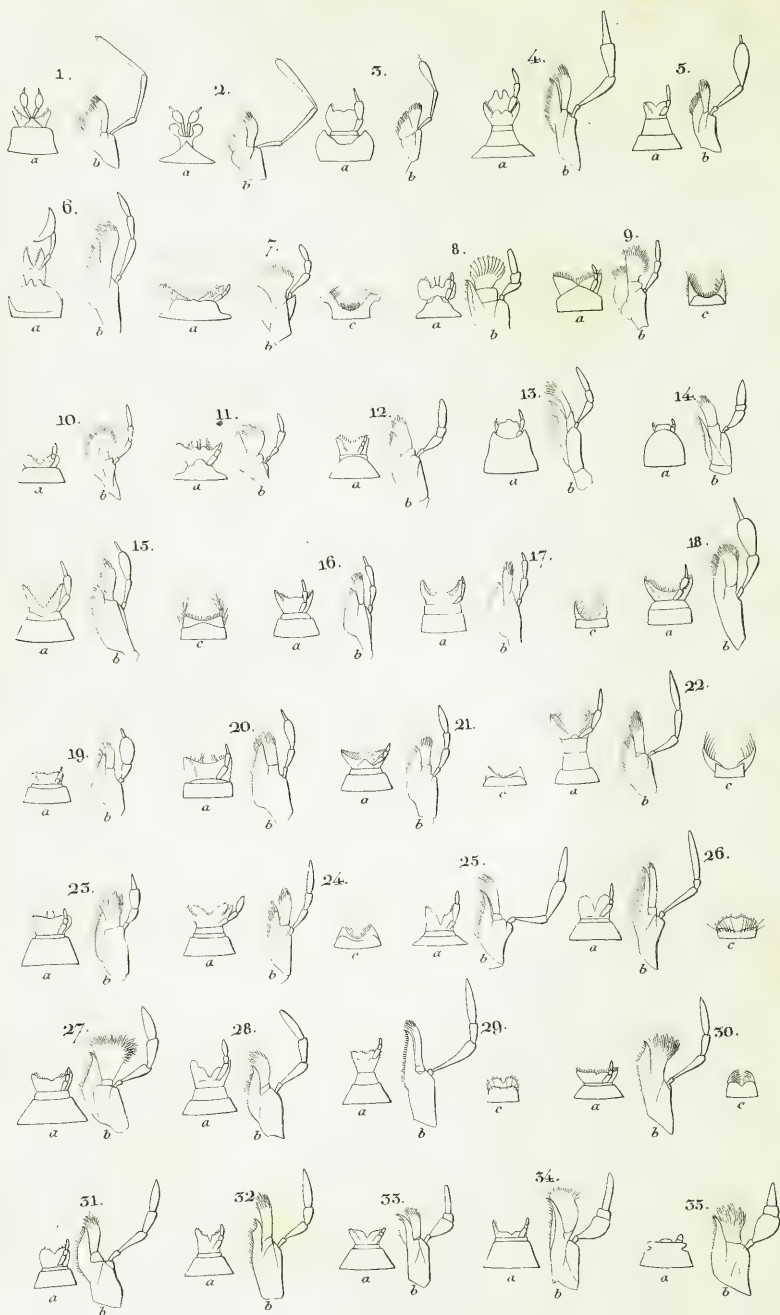 1. 2. 3. 4. 5.
a b a b a b a b a b
6. 7. 8. 9.
a b a b c a b a b c
10. 11. 12. 13. 14.
a b a b a b a b a b
15. 16. 17. 18.
a b c a b a b c a b
19. 20. 21. 22.
a b a b a b c a b c
23. 24. 25. 26.
a b a b c a b a b c
27. 28. 29. 30.
a b a b a b c a b c
31. 32 33. 34. 35.
a b a b a b a b a b